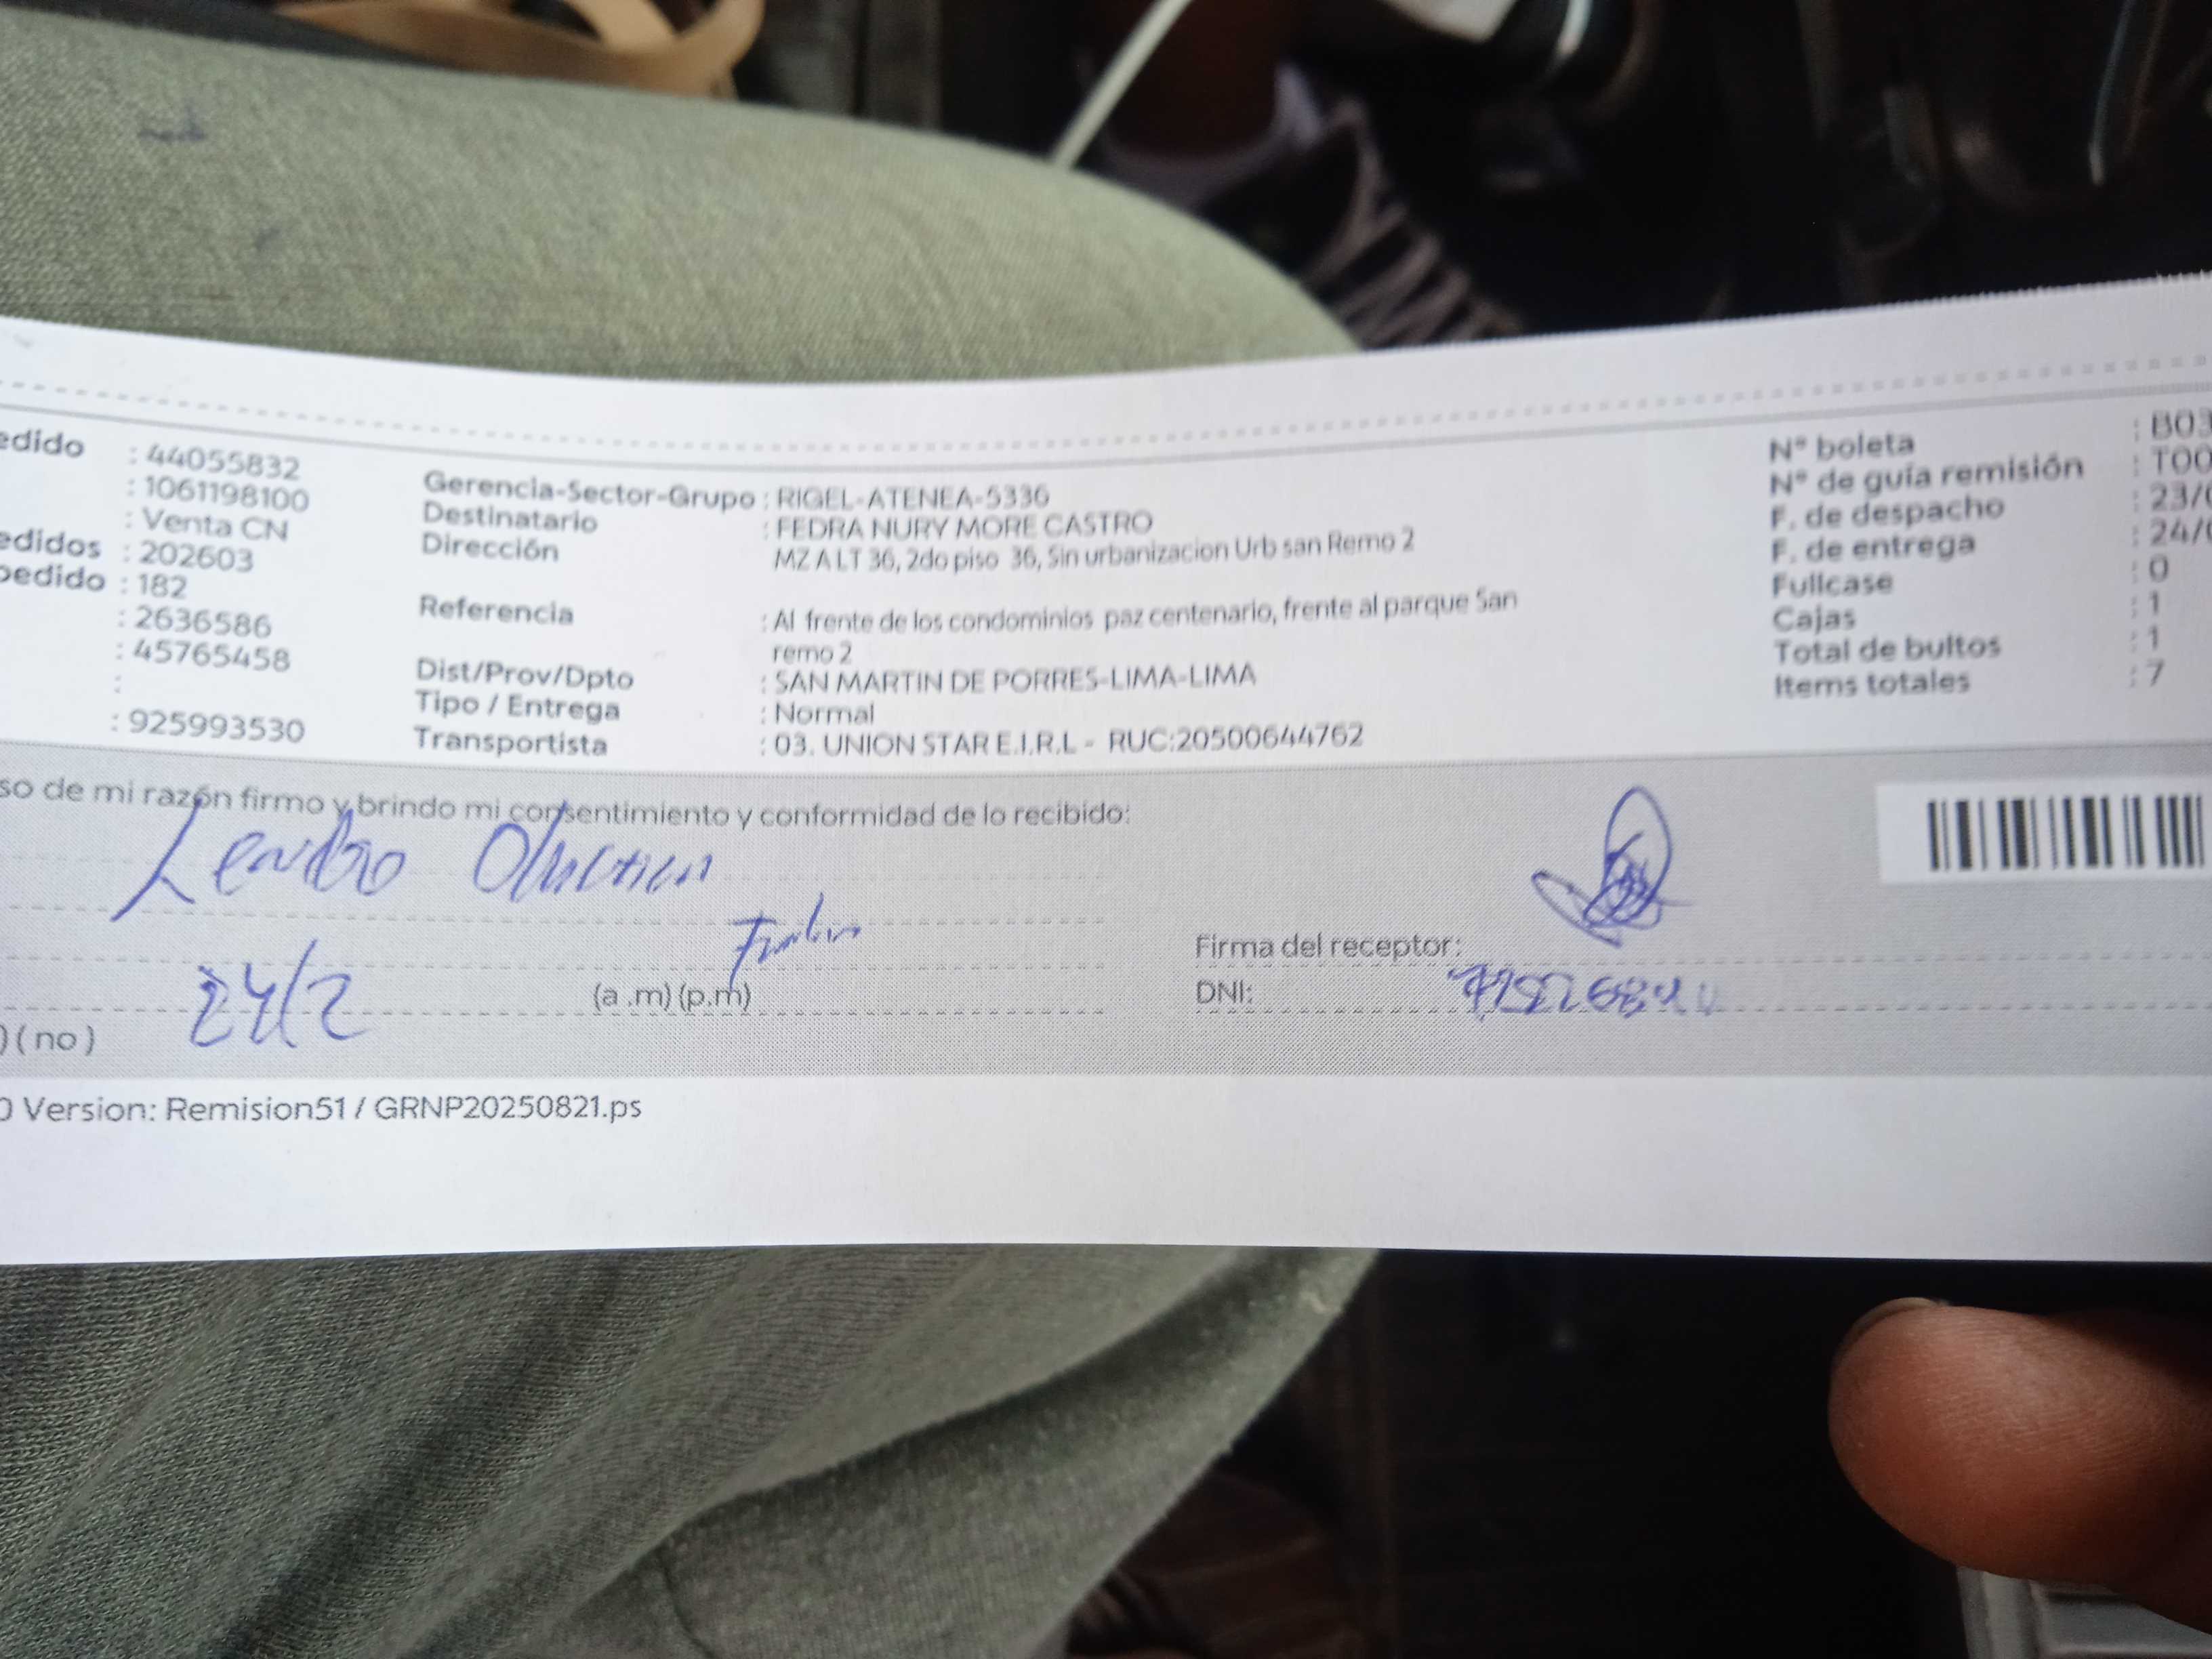 edido : 44055832
: 1061198100
: Venta CN
edidos : 202603
pedido : 182
: 2636586
: 45765458
:
: 925993530
Gerencia-Sector-Grupo : RIGEL-ATENEA-5336
Destinatario : FEDRA NURY MORE CASTRO
Dirección MZ A LT 36, 2do piso 36, Sin urbanizacion Urb san Remo 2
Referencia : Al frente de los condominios paz centenario, frente al parque San
remo 2
Dist/Prov/Dpto : SAN MARTIN DE PORRES-LIMA-LIMA
Tipo / Entrega : Normal
Transportista : 03. UNION STAR E.I.R.L - RUC:20500644762
N° boleta : B03
N° de guía remisión : T00
F. de despacho : 23/0
F. de entrega : 24/0
Fullcase : 0
Cajas : 1
Total de bultos : 1
Items totales : 7
so de mi razón firmo y brindo mi consentimiento y conformidad de lo recibido:
Firma del receptor:
24/2 (a .m) (p.m)
DNI:
) ( no )
0 Version: Remision51 / GRNP20250821.ps